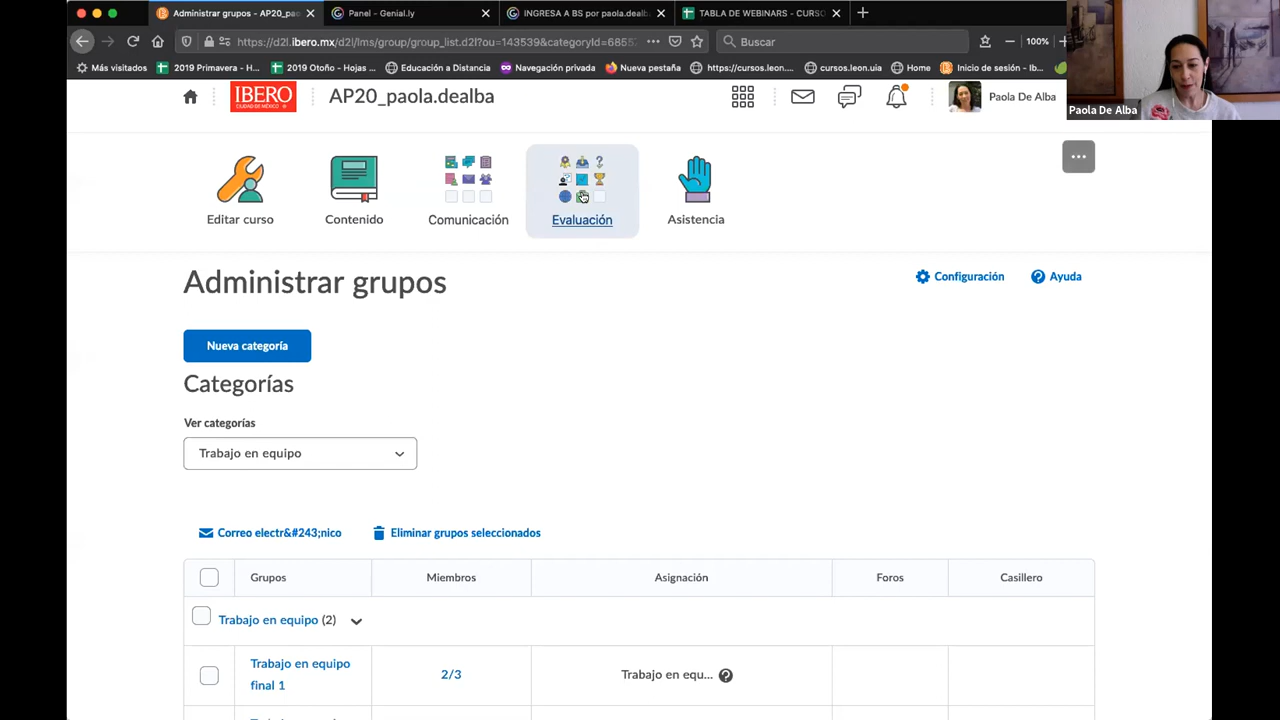 Administrar grupos - AP20_pao
Panel - Genial.ly
INGRESA A BS por paola.dealb
TABLA DE WEBINARS - CURSO
https://d2l.ibero.mx/d2l/lms/group/group_list.d2l?ou=143539&categoryId=6855
Buscar
100%
Más visitados
2019 Primavera - H...
2019 Otoño - Hojas ...
Educación a Distancia
Navegación privada
Nueva pestaña
https://cursos.leon....
cursos.leon.uia
Home
Inicio de sesión - Ib...
Paola De Alba
IBERO
CIUDAD DE MÉXICO
AP20_paola.dealba
Paola De Alba
Editar curso
Contenido
Comunicación
Evaluación
Asistencia
Administrar grupos
Configuración
Ayuda
Nueva categoría
Categorías
Ver categorías
Trabajo en equipo
Correo electr&#243;nico
Eliminar grupos seleccionados
Grupos
Miembros
Asignación
Foros
Casillero
Trabajo en equipo (2)
Trabajo en equipo
final 1
2/3
Trabajo en equ...